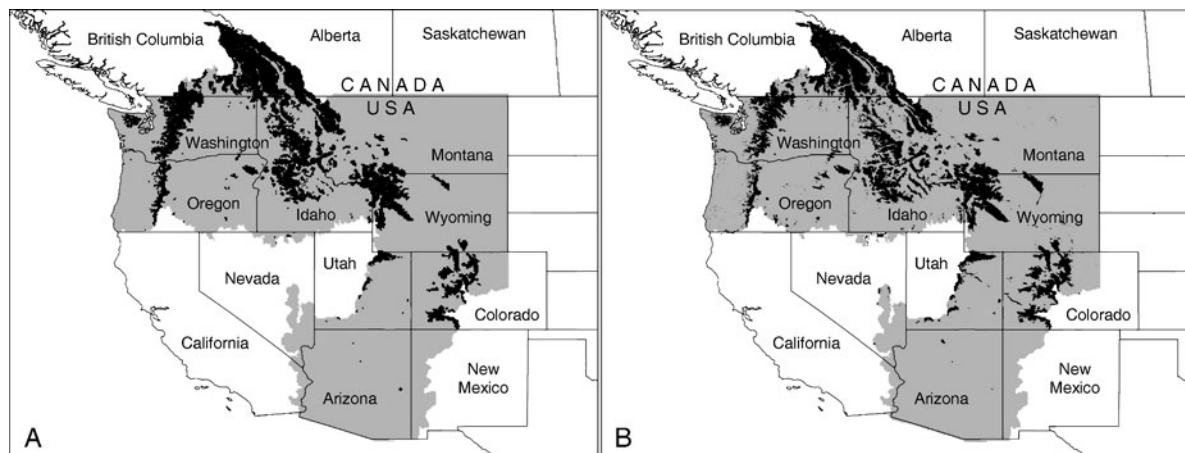 British Columbia
Alberta
Saskatchewan
CANADA
USA
Washington
Montana
Oregon
Idaho
Wyoming
Utah
Nevada
Colorado
California
New
Mexico
Arizona
A
British Columbia
Alberta
Saskatchewan
CANADA
USA
Washington
Montana
Oregon
Idaho
Wyoming
Utah
Nevada
Colorado
California
New
Mexico
Arizona
B